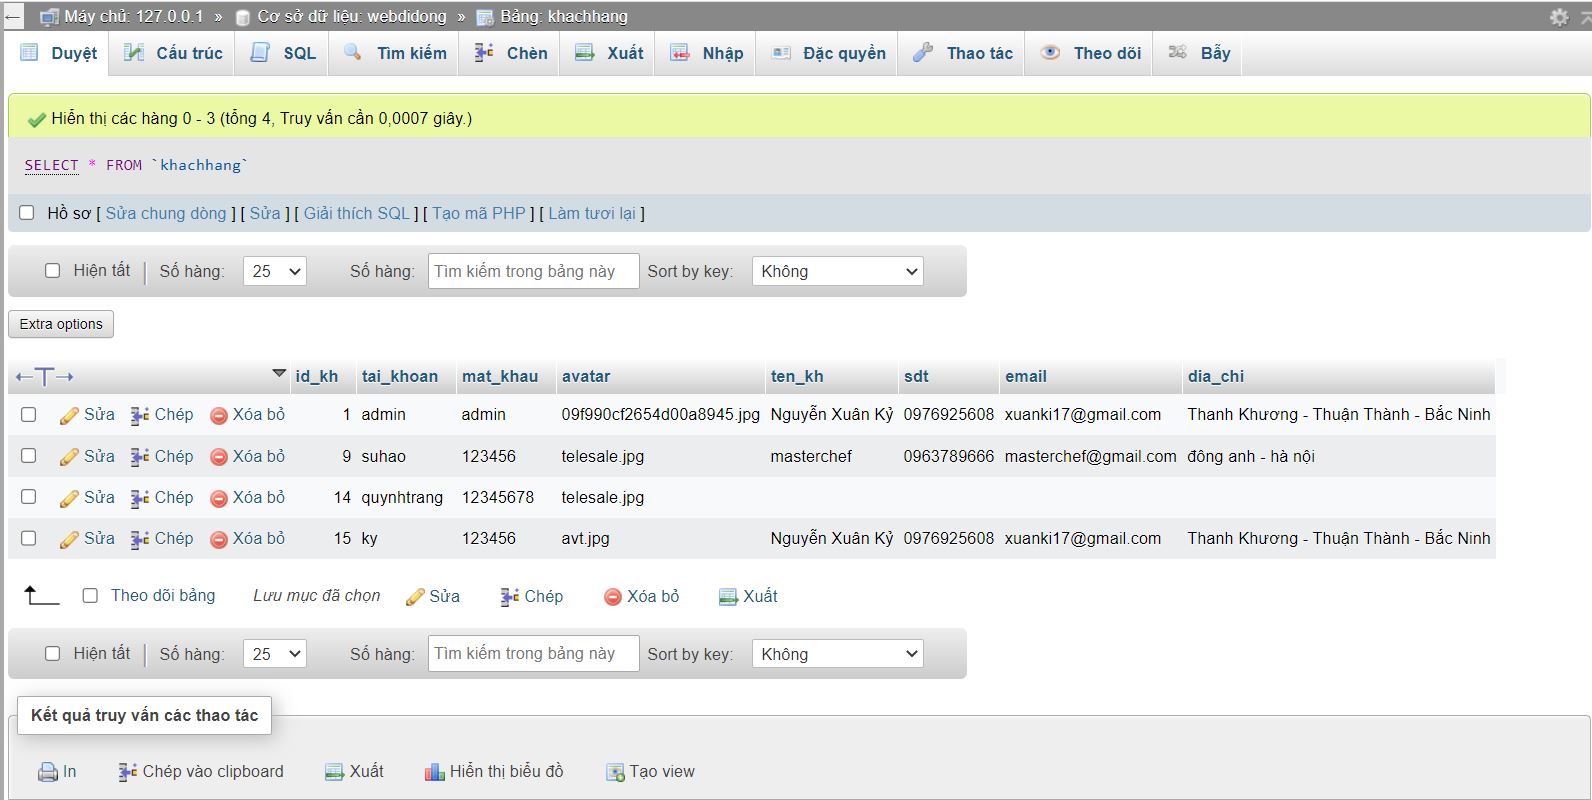 Máy chủ: 127.0.0.1 » Cơ sở dữ liệu: webdidong » Bảng: khachhang
Duyệt Cấu trúc SQL Tìm kiếm Chèn Xuất Nhập Đặc quyền Thao tác Theo dõi Bẫy
Hiển thị các hàng 0 - 3 (tổng 4, Truy vấn cần 0,0007 giây.)
SELECT * FROM `khachhang`
Hồ sơ [ Sửa chung dòng ] [ Sửa ] [ Giải thích SQL ] [ Tạo mã PHP ] [ Làm tươi lại ]
Hiện tất | Số hàng: 25 Số hàng: Tìm kiếm trong bảng này Sort by key: Không
Extra options
←T→ id_kh tai_khoan mat_khau avatar ten_kh sdt email dia_chi
Sửa Chép Xóa bỏ 1 admin admin 09f990cf2654d00a8945.jpg Nguyễn Xuân Kỷ 0976925608 xuanki17@gmail.com Thanh Khương - Thuận Thành - Bắc Ninh
Sửa Chép Xóa bỏ 9 suhao 123456 telesale.jpg masterchef 0963789666 masterchef@gmail.com đông anh - hà nội
Sửa Chép Xóa bỏ 14 quynhtrang 12345678 telesale.jpg
Sửa Chép Xóa bỏ 15 ky 123456 avt.jpg Nguyễn Xuân Kỷ 0976925608 xuanki17@gmail.com Thanh Khương - Thuận Thành - Bắc Ninh
Theo dõi bảng Lưu mục đã chọn Sửa Chép Xóa bỏ Xuất
Hiện tất | Số hàng: 25 Số hàng: Tìm kiếm trong bảng này Sort by key: Không
Kết quả truy vấn các thao tác
In Chép vào clipboard Xuất Hiển thị biểu đồ Tạo view